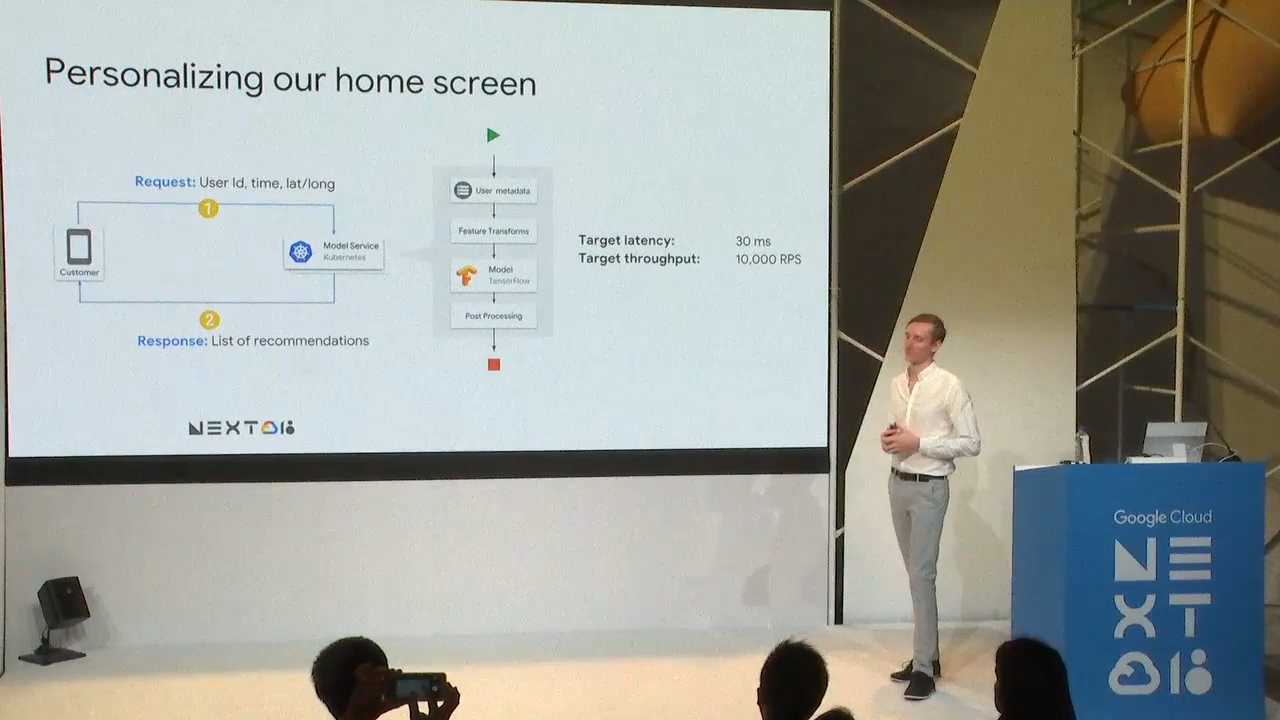 Personalizing our home screen
Request: User Id, time, lat/long
1
Customer
Model Service
Kubernetes
2
Response: List of recommendations
User metadata
Feature Transforms
Model
TensorFlow
Post Processing
Target latency: 30 ms
Target throughput: 10,000 RPS
NEXT 18
Google Cloud
NE
XT
18